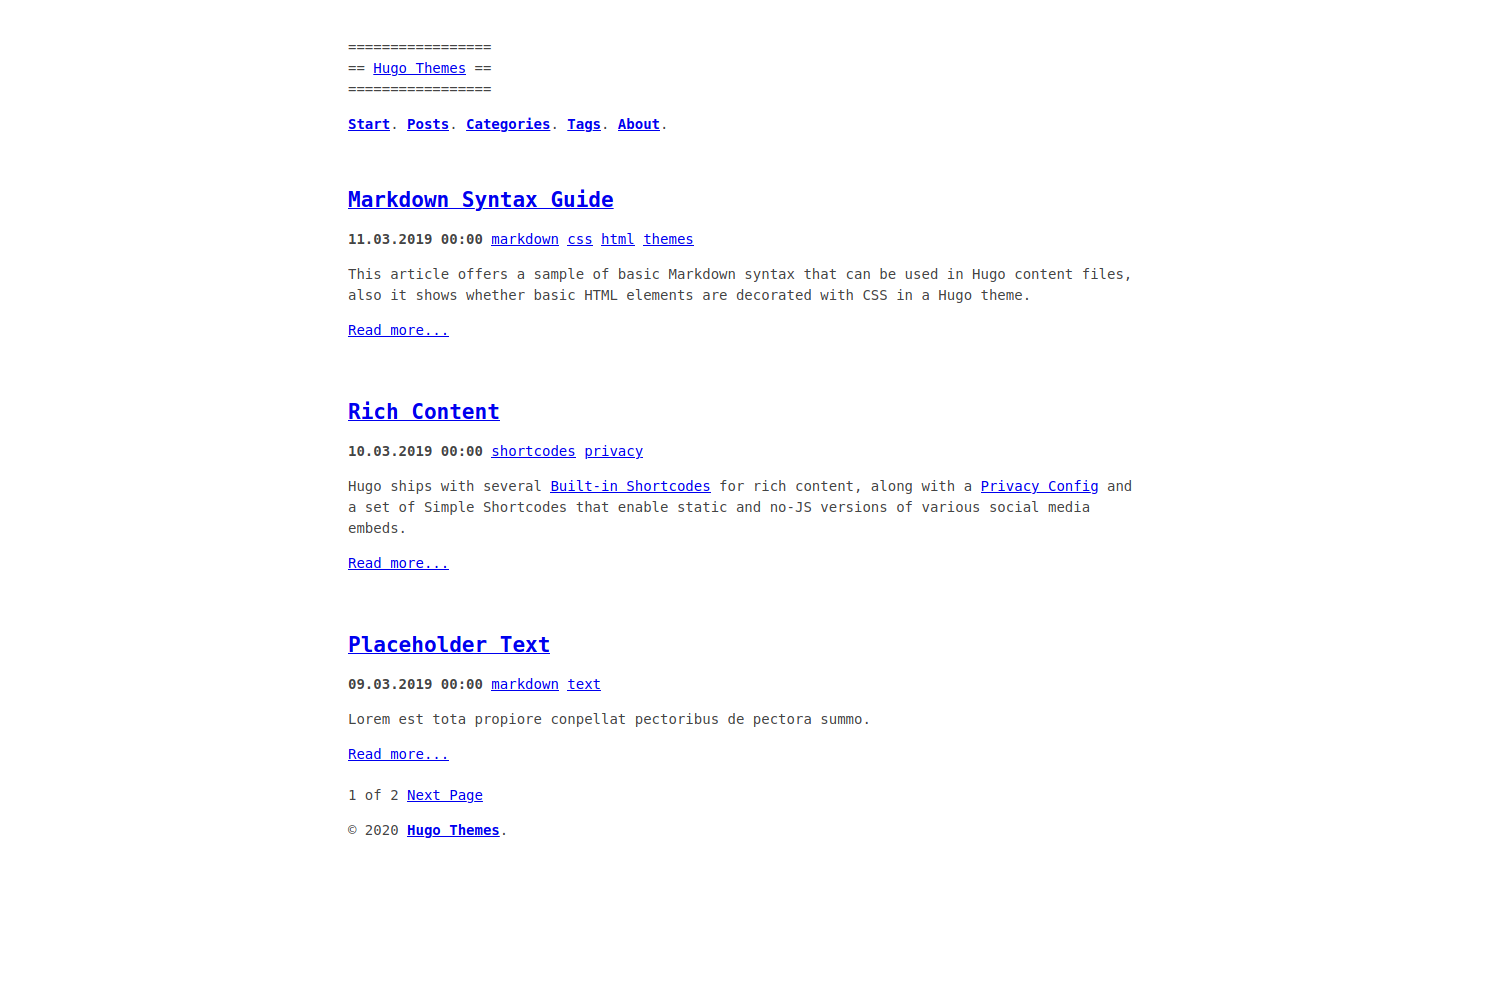 =================
== Hugo Themes ==
=================
Start. Posts. Categories. Tags. About.
Markdown Syntax Guide
11.03.2019 00:00 markdown css html themes
This article offers a sample of basic Markdown syntax that can be used in Hugo content files,
also it shows whether basic HTML elements are decorated with CSS in a Hugo theme.
Read more...
Rich Content
10.03.2019 00:00 shortcodes privacy
Hugo ships with several Built-in Shortcodes for rich content, along with a Privacy Config and
a set of Simple Shortcodes that enable static and no-JS versions of various social media
embeds.
Read more...
Placeholder Text
09.03.2019 00:00 markdown text
Lorem est tota propiore conpellat pectoribus de pectora summo.
Read more...
1 of 2 Next Page
© 2020 Hugo Themes.